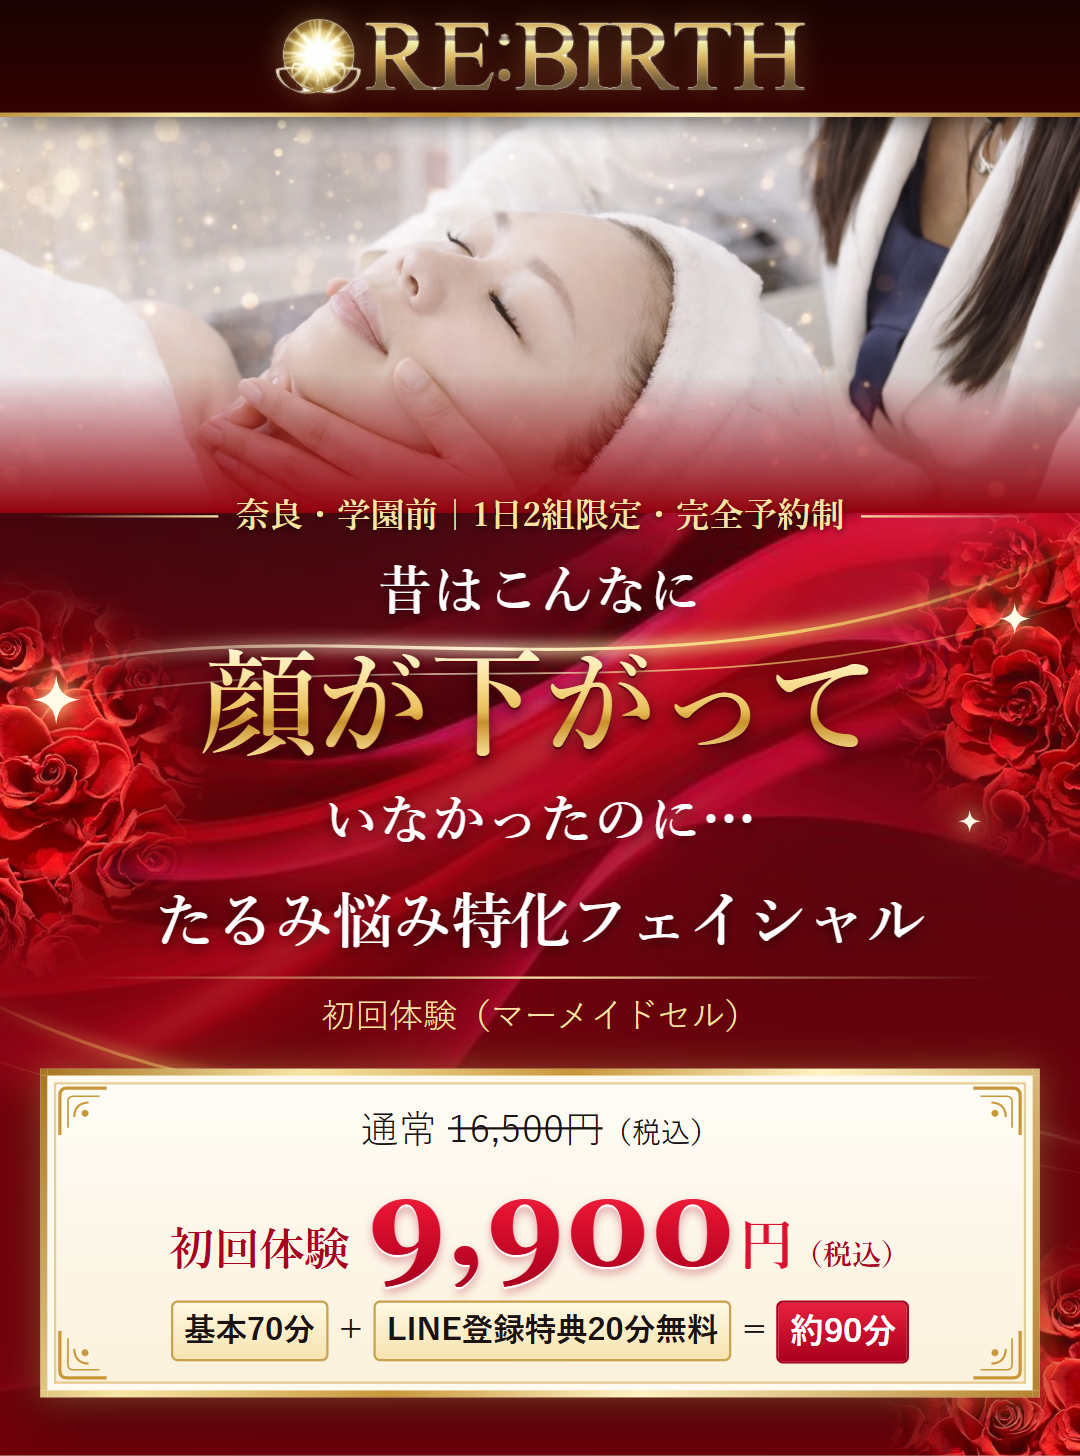 RE:BIRTH
奈良・学園前｜1日2組限定・完全予約制
昔はこんなに
顔が下がって
いなかったのに…
たるみ悩み特化フェイシャル
初回体験（マーメイドセル）
通常 16,500円（税込）
初回体験 9,900円（税込）
基本70分 + LINE登録特典20分無料 = 約90分